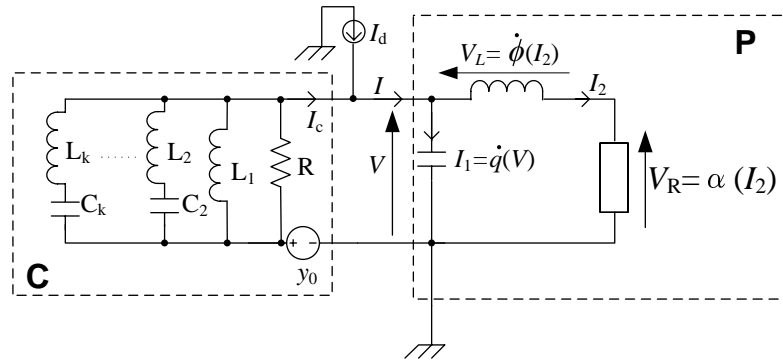 P
I_d
V_L= ϕ̇(I_2)
I
I_2
I_c
L_k ...... L_2
L_1
R
V
I_1=q̇(V)
V_R= α (I_2)
C_k
C_2
+ -
y_0
C